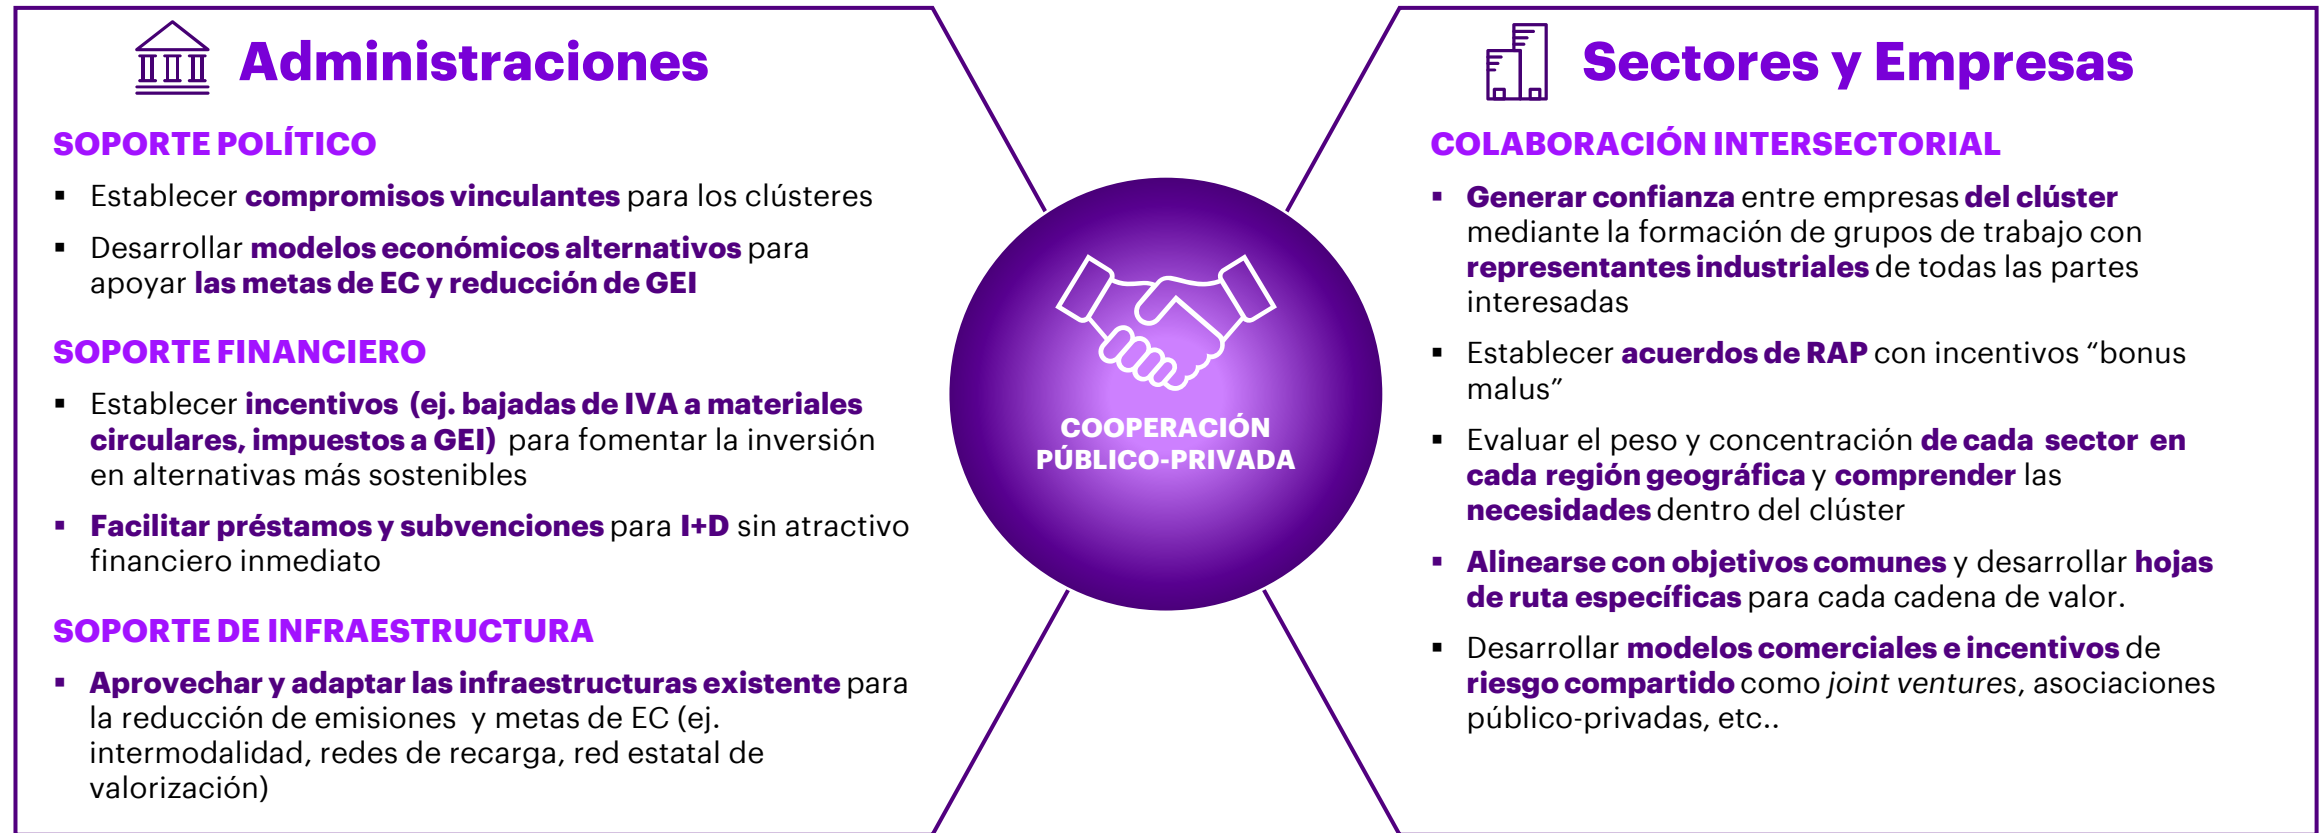 Administraciones
SOPORTE POLÍTICO
▪ Establecer compromisos vinculantes para los clústeres
▪ Desarrollar modelos económicos alternativos para
apoyar las metas de EC y reducción de GEI
SOPORTE FINANCIERO
▪ Establecer incentivos (ej. bajadas de IVA a materiales
circulares, impuestos a GEI) para fomentar la inversión
en alternativas más sostenibles
▪ Facilitar préstamos y subvenciones para I+D sin atractivo
financiero inmediato
SOPORTE DE INFRAESTRUCTURA
▪ Aprovechar y adaptar las infraestructuras existente para
la reducción de emisiones y metas de EC (ej.
intermodalidad, redes de recarga, red estatal de
valorización)
COOPERACIÓN
PÚBLICO-PRIVADA
Sectores y Empresas
COLABORACIÓN INTERSECTORIAL
▪ Generar confianza entre empresas del clúster
mediante la formación de grupos de trabajo con
representantes industriales de todas las partes
interesadas
▪ Establecer acuerdos de RAP con incentivos “bonus
malus”
▪ Evaluar el peso y concentración de cada sector en
cada región geográfica y comprender las
necesidades dentro del clúster
▪ Alinearse con objetivos comunes y desarrollar hojas
de ruta específicas para cada cadena de valor.
▪ Desarrollar modelos comerciales e incentivos de
riesgo compartido como joint ventures, asociaciones
público-privadas, etc..